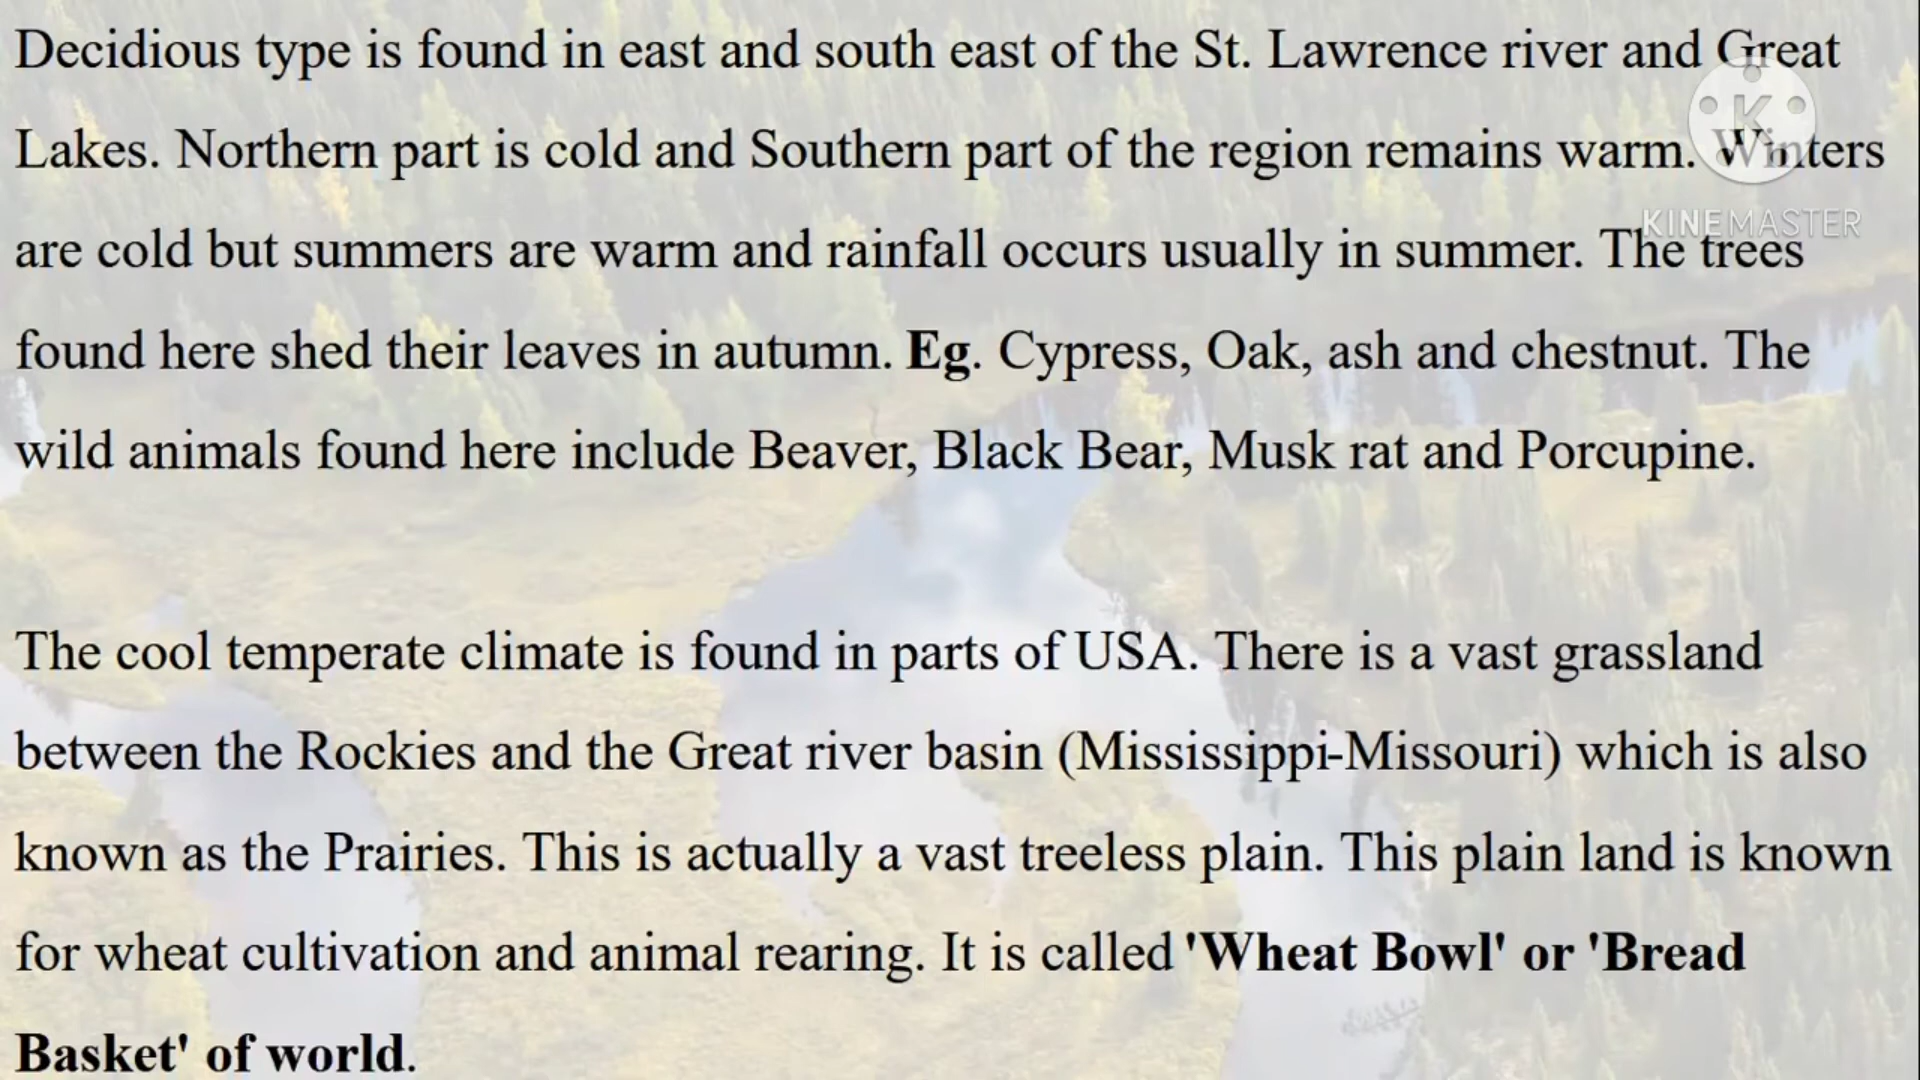 Decidious type is found in east and south east of the St. Lawrence river and Great
Lakes. Northern part is cold and Southern part of the region remains warm. Winters
are cold but summers are warm and rainfall occurs usually in summer. The trees
found here shed their leaves in autumn. Eg. Cypress, Oak, ash and chestnut. The
wild animals found here include Beaver, Black Bear, Musk rat and Porcupine.
The cool temperate climate is found in parts of USA. There is a vast grassland
between the Rockies and the Great river basin (Mississippi-Missouri) which is also
known as the Prairies. This is actually a vast treeless plain. This plain land is known
for wheat cultivation and animal rearing. It is called 'Wheat Bowl' or 'Bread
Basket' of world.
K
KINEMASTER